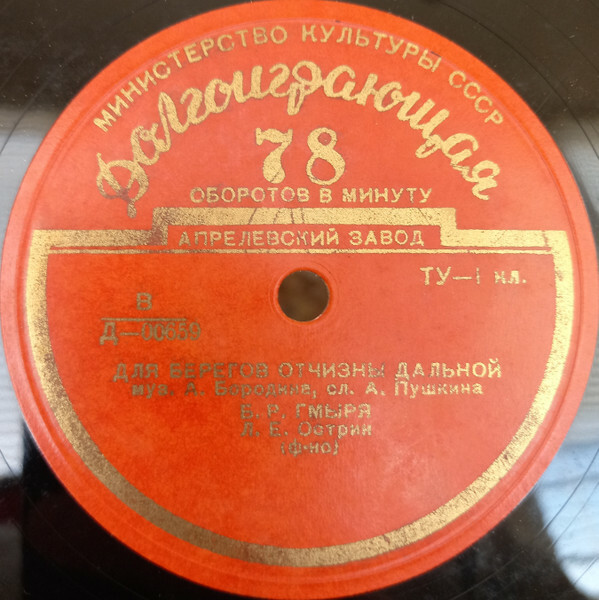 МИНИСТЕРСТВО КУЛЬТУРЫ СССР
Долгоиграющая
78
ОБОРОТОВ В МИНУТУ
АПРЕЛЕВСКИЙ ЗАВОД
ТУ—1 кл.
В
Д—00659
ДЛЯ БЕРЕГОВ ОТЧИЗНЫ ДАЛЬНОЙ
муз. А. Бородина, сл. А. Пушкина
Б. Р. ГМЫРЯ
Л. Е. Острин
(ф-но)